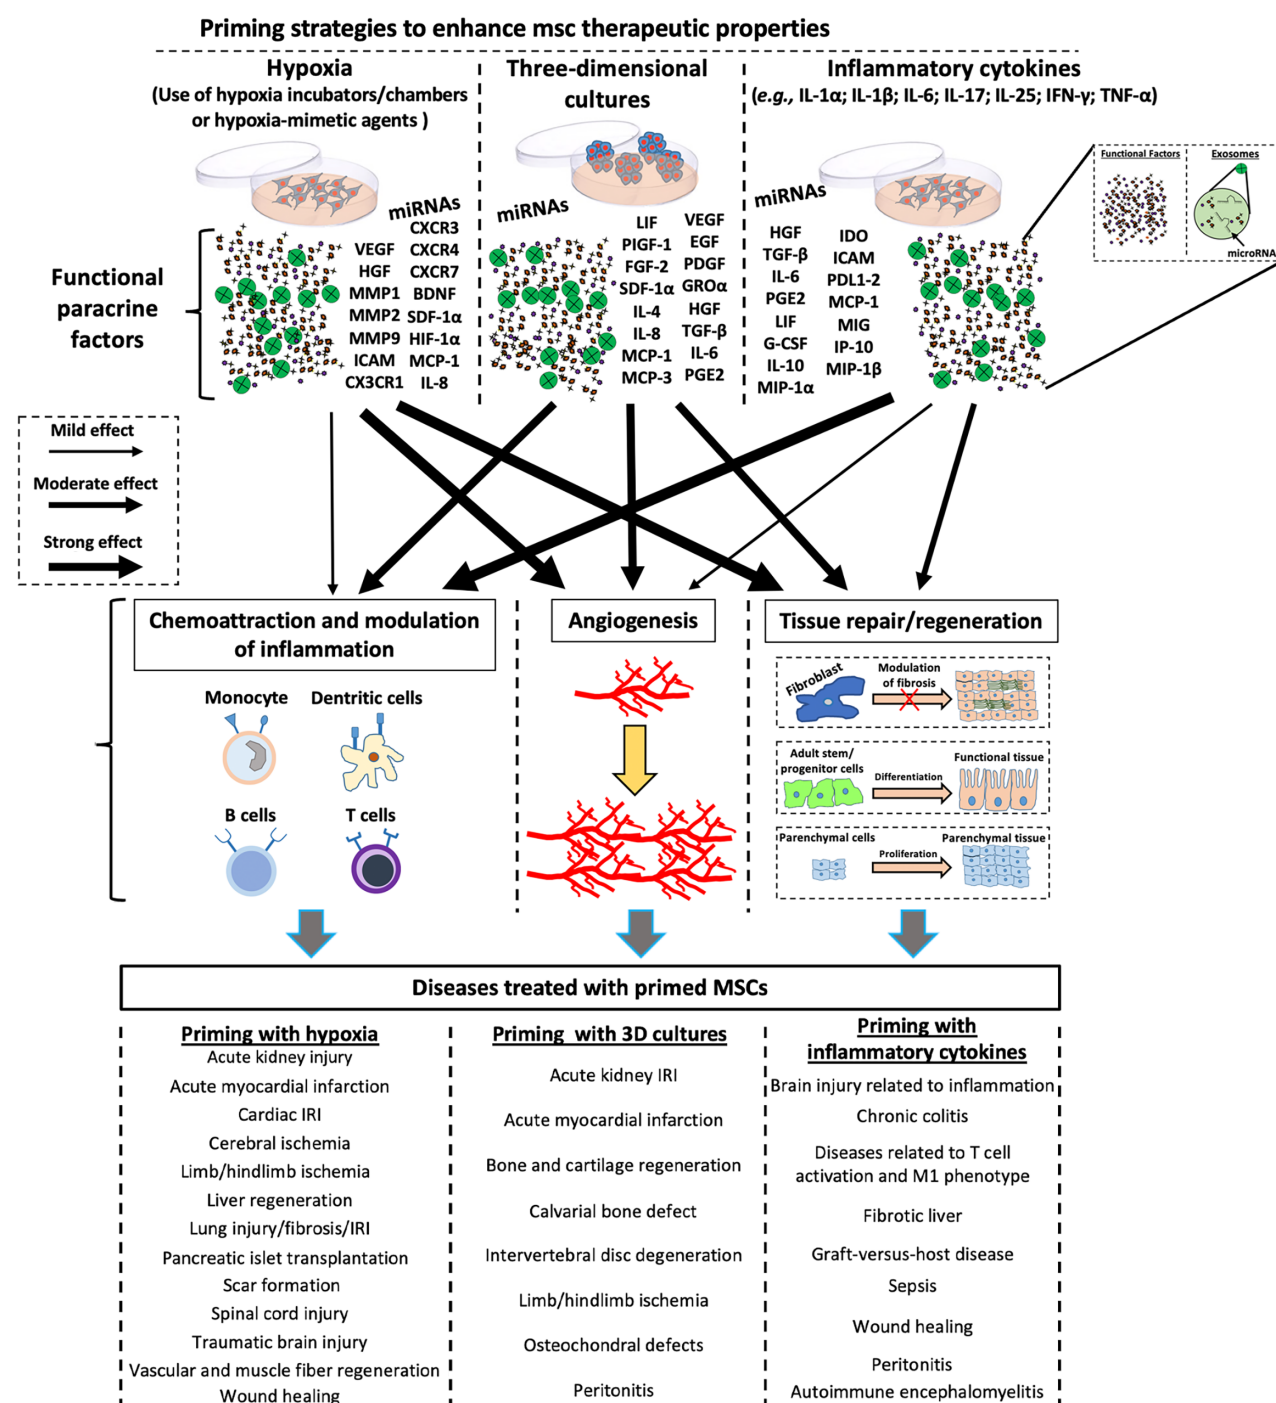 Priming strategies to enhance msc therapeutic properties
Hypoxia
(Use of hypoxia incubators/chambers
or hypoxia-mimetic agents )
Three-dimensional
cultures
Inflammatory cytokines
(e.g., IL-1α; IL-1β; IL-6; IL-17; IL-25; IFN-γ; TNF-α)
Functional Factors
Exosomes
microRNA
Functional
paracrine
factors
miRNAs
VEGF
HGF
MMP1
MMP2
MMP9
ICAM
CX3CR1
CXCR3
CXCR4
CXCR7
BDNF
SDF-1α
HIF-1α
MCP-1
IL-8
miRNAs
LIF
PIGF-1
FGF-2
SDF-1α
IL-4
IL-8
MCP-1
MCP-3
VEGF
EGF
PDGF
GROα
HGF
TGF-β
IL-6
PGE2
miRNAs
HGF
TGF-β
IL-6
PGE2
LIF
G-CSF
IL-10
MIP-1α
IDO
ICAM
PDL1-2
MCP-1
MIG
IP-10
MIP-1β
Mild effect
Moderate effect
Strong effect
Chemoattraction and modulation
of inflammation
Monocyte
Dentritic cells
B cells
T cells
Angiogenesis
Tissue repair/regeneration
Fibroblast
Modulation
of fibrosis
Adult stem/
progenitor cells
Differentiation
Functional tissue
Parenchymal cells
Proliferation
Parenchymal tissue
Diseases treated with primed MSCs
Priming with hypoxia
Acute kidney injury
Acute myocardial infarction
Cardiac IRI
Cerebral ischemia
Limb/hindlimb ischemia
Liver regeneration
Lung injury/fibrosis/IRI
Pancreatic islet transplantation
Scar formation
Spinal cord injury
Traumatic brain injury
Vascular and muscle fiber regeneration
Wound healing
Priming with 3D cultures
Acute kidney IRI
Acute myocardial infarction
Bone and cartilage regeneration
Calvarial bone defect
Intervertebral disc degeneration
Limb/hindlimb ischemia
Osteochondral defects
Peritonitis
Priming with
inflammatory cytokines
Brain injury related to inflammation
Chronic colitis
Diseases related to T cell
activation and M1 phenotype
Fibrotic liver
Graft-versus-host disease
Sepsis
Wound healing
Peritonitis
Autoimmune encephalomyelitis